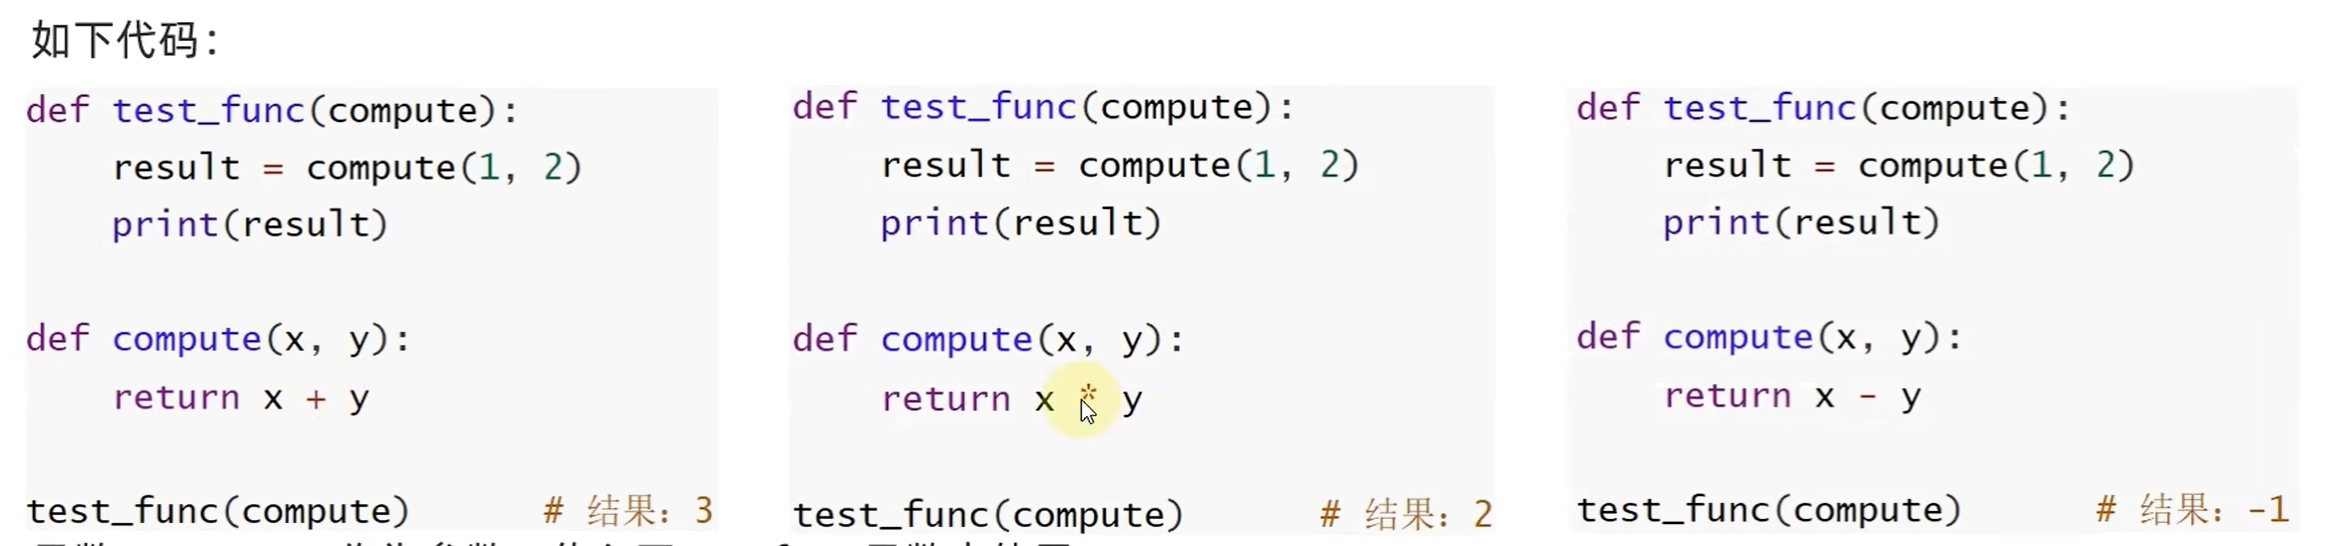 如下代码：
def test_func(compute):
    result = compute(1, 2)
    print(result)
def compute(x, y):
    return x + y
test_func(compute)    # 结果：3
def test_func(compute):
    result = compute(1, 2)
    print(result)
def compute(x, y):
    return x * y
test_func(compute)    # 结果：2
def test_func(compute):
    result = compute(1, 2)
    print(result)
def compute(x, y):
    return x - y
test_func(compute)    # 结果：-1